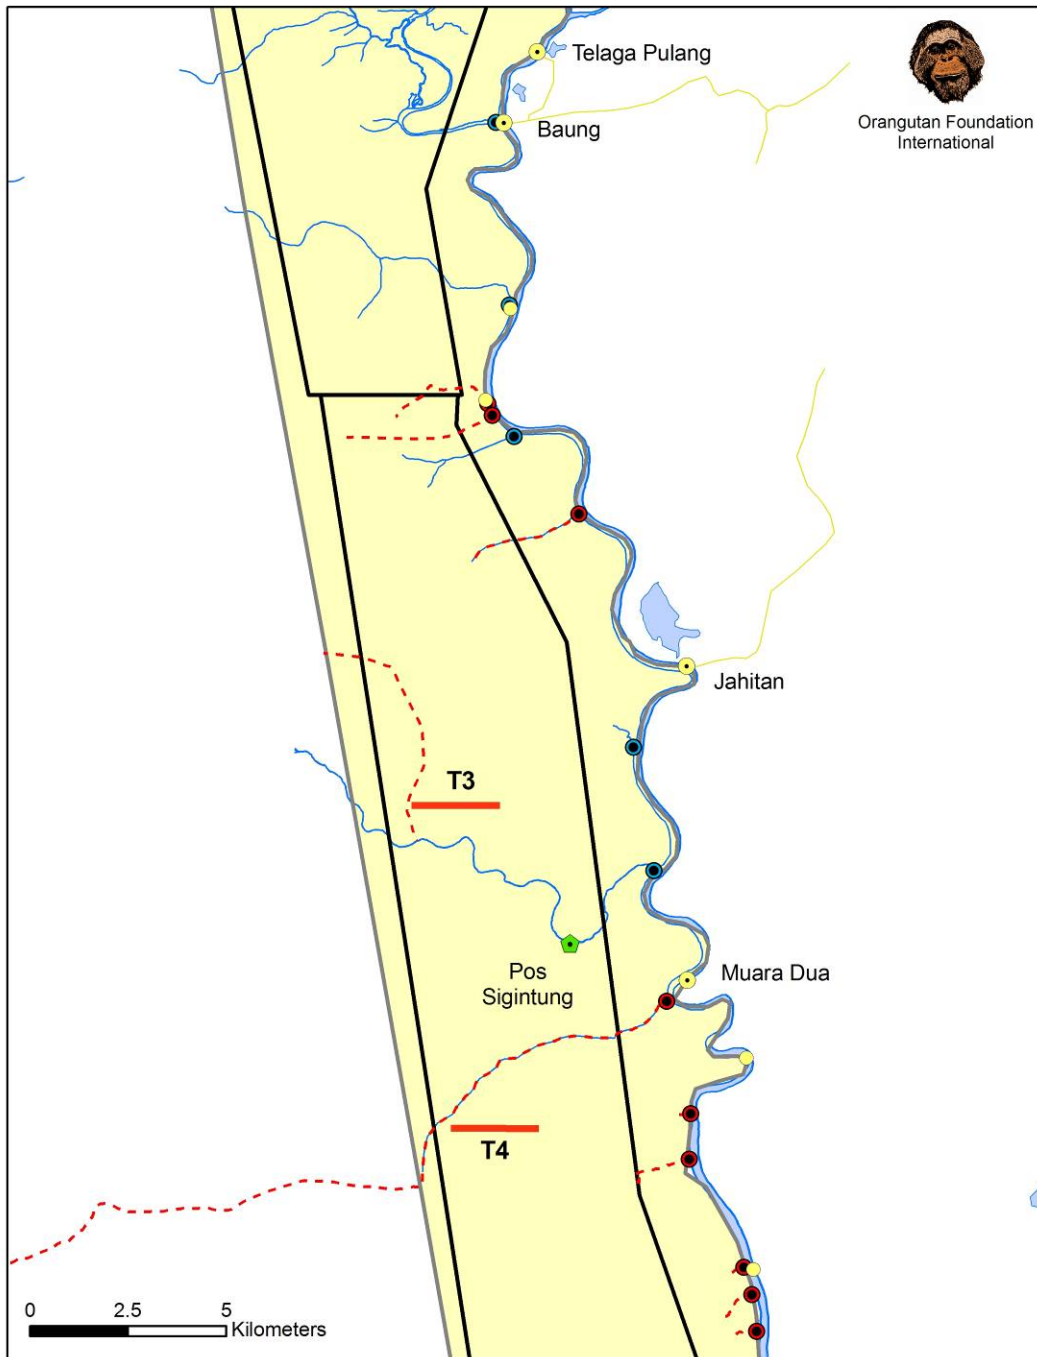 Telaga Pulang
Baung
Orangutan Foundation
International
Jahitan
T3
Muara Dua
Pos
Sigintung
T4
0 2.5 5
Kilometers